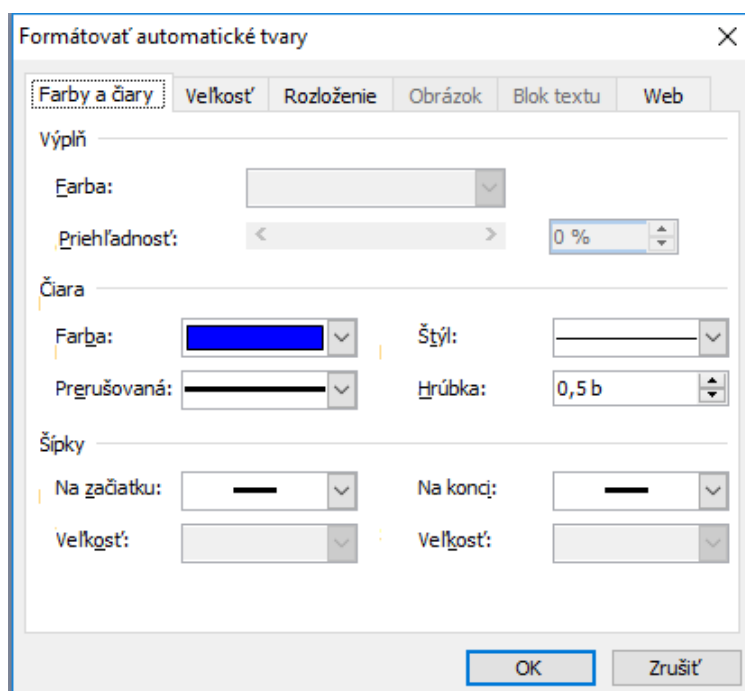 Formátovať automatické tvary
Farby a čiary Veľkosť Rozloženie Obrázok Blok textu Web
Výplň
Farba:
Priehľadnosť: 0 %
Čiara
Farba: Štýl:
Prerušovaná: Hrúbka: 0,5 b
Šípky
Na začiatku: Na konci:
Veľkosť: Veľkosť:
OK Zrušiť